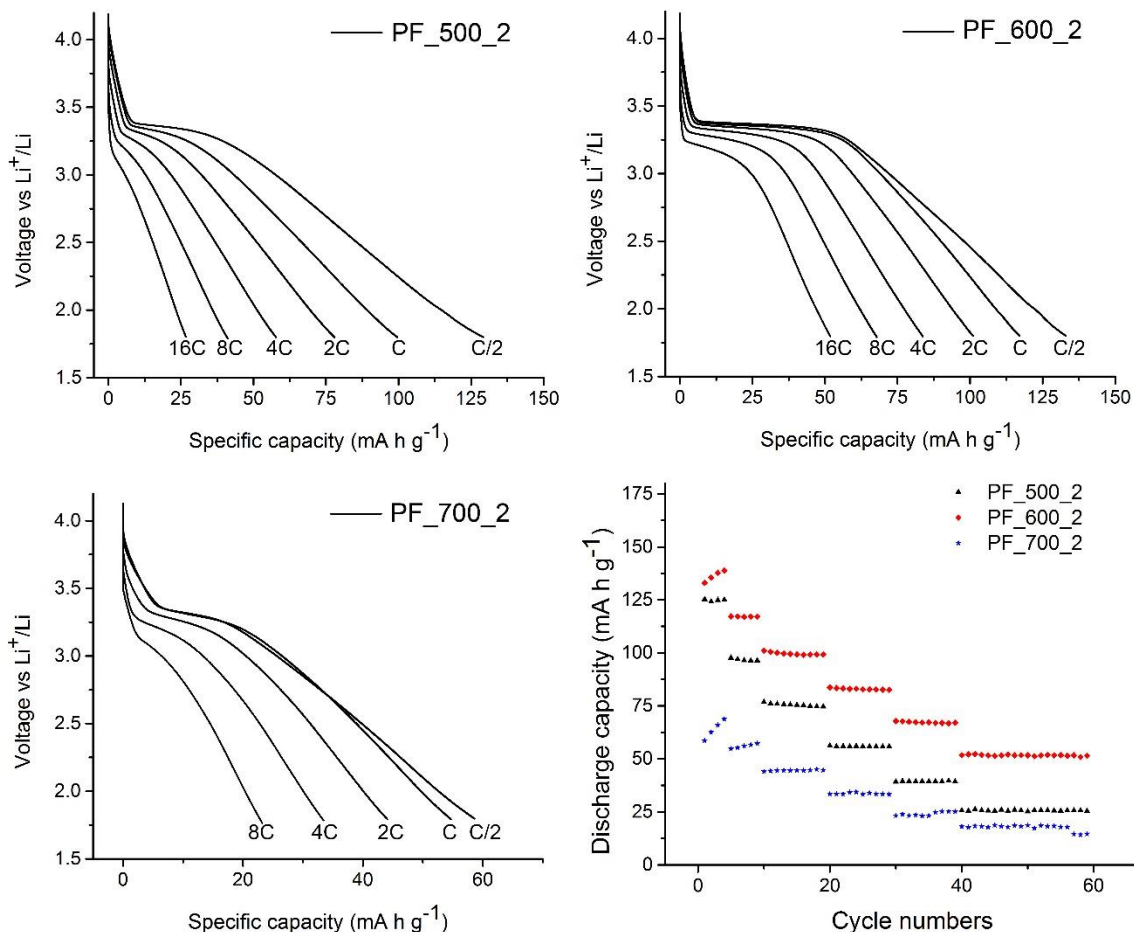 PF_500_2
4.0
3.5
3.0
2.5
2.0
1.5
Voltage vs Li⁺/Li
16C 8C 4C 2C C C/2
0 25 50 75 100 125 150
Specific capacity (mA h g⁻¹)
PF_600_2
4.0
3.5
3.0
2.5
2.0
1.5
Voltage vs Li⁺/Li
16C 8C 4C 2C C C/2
0 25 50 75 100 125 150
Specific capacity (mA h g⁻¹)
PF_700_2
4.0
3.5
3.0
2.5
2.0
1.5
Voltage vs Li⁺/Li
8C 4C 2C C C/2
0 20 40 60
Specific capacity (mA h g⁻¹)
PF_500_2
PF_600_2
PF_700_2
175
150
125
100
75
50
25
0
Discharge capacity (mA h g⁻¹)
0 20 40 60
Cycle numbers